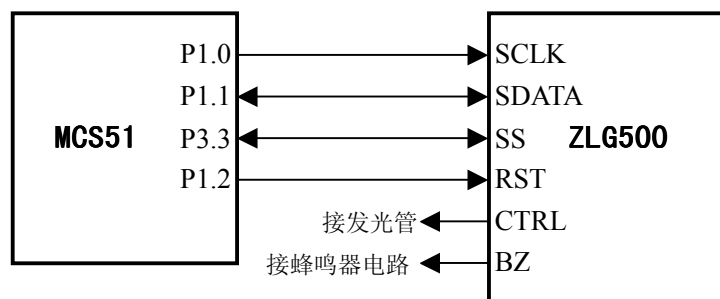 P1.0 SCLK
P1.1 SDATA
MCS51 P3.3 SS ZLG500
P1.2 RST
接发光管 CTRL
接蜂鸣器电路 BZ